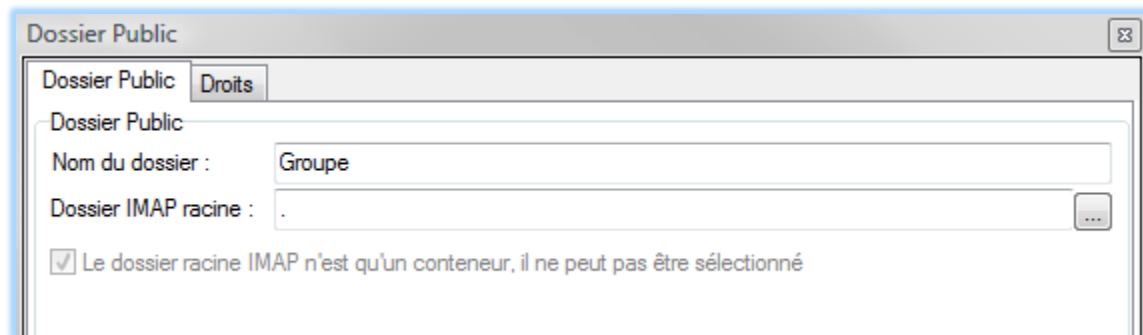 Dossier Public
Dossier Public Droits
Dossier Public
Nom du dossier : Groupe
Dossier IMAP racine : . ...
Le dossier racine IMAP n'est qu'un conteneur, il ne peut pas être sélectionné